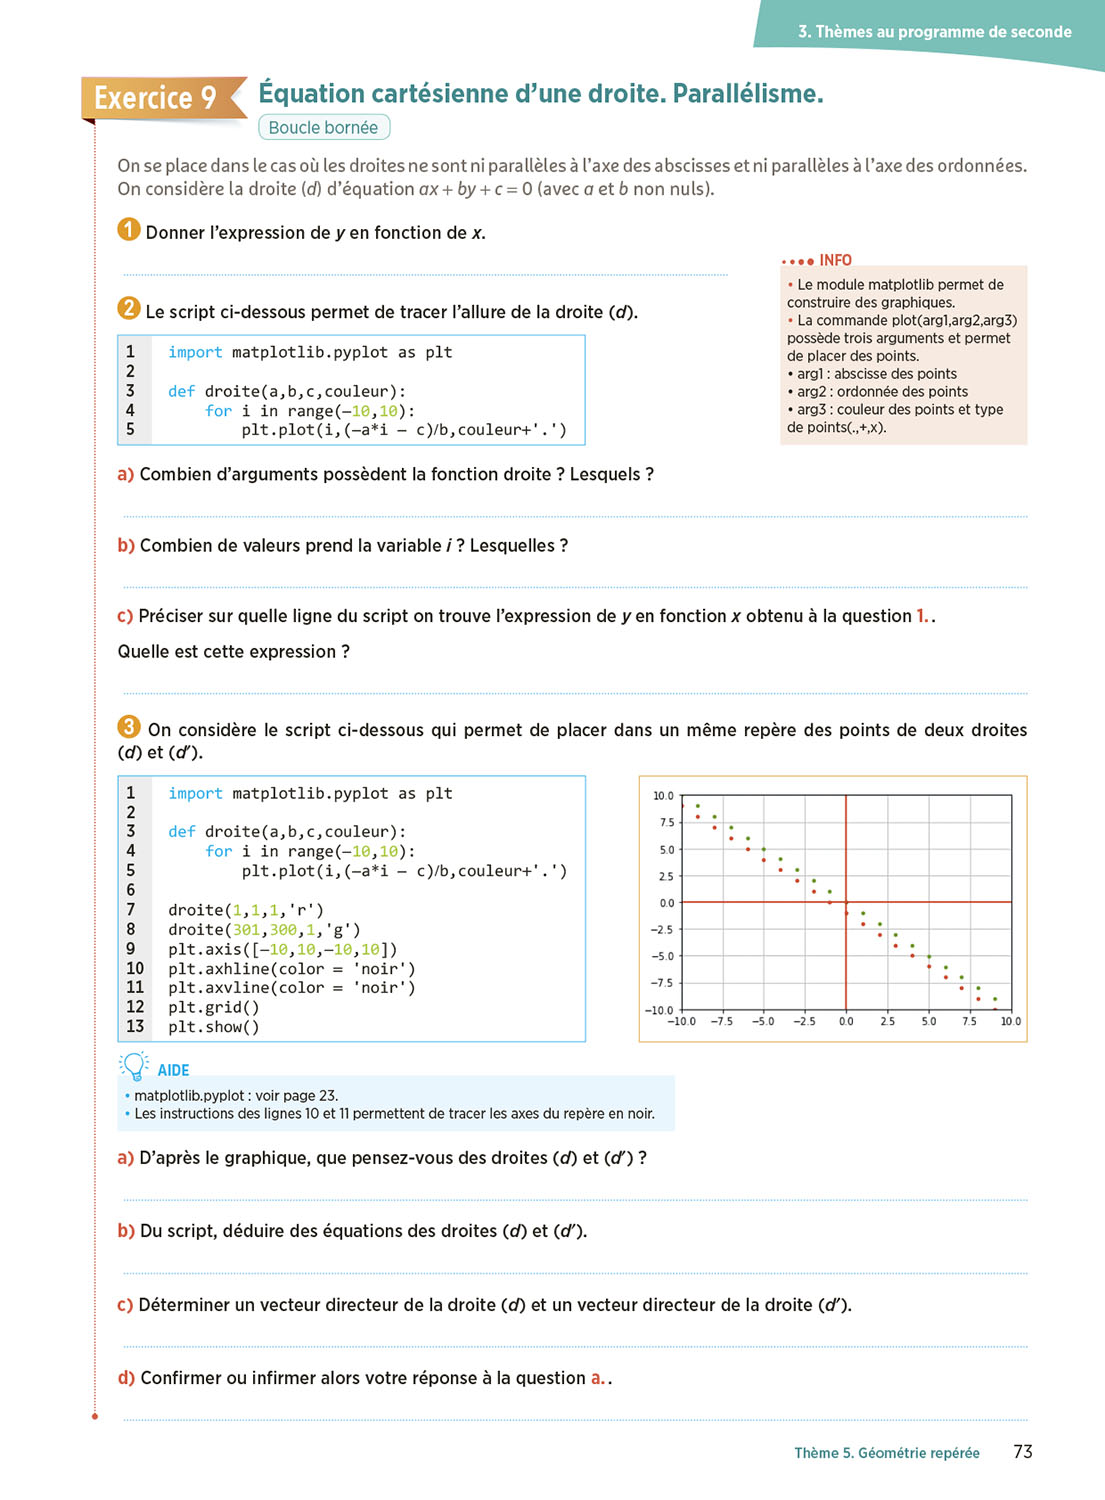 3. Thèmes au programme de seconde
Exercice 9
Équation cartésienne d’une droite. Parallélisme.
Boucle bornée
On se place dans le cas où les droites ne sont ni parallèles à l’axe des abscisses et ni parallèles à l’axe des ordonnées.
On considère la droite (d) d’équation ax + by + c = 0 (avec a et b non nuls).
1 Donner l’expression de y en fonction de x.
2 Le script ci-dessous permet de tracer l’allure de la droite (d).
1 import matplotlib.pyplot as plt
2
3 def droite(a,b,c,couleur):
4 for i in range(–10,10):
5 plt.plot(i,(–a*i – c)/b,couleur+'.')
INFO
• Le module matplotlib permet de
construire des graphiques.
• La commande plot(arg1,arg2,arg3)
possède trois arguments et permet
de placer des points.
• arg1 : abscisse des points
• arg2 : ordonnée des points
• arg3 : couleur des points et type
de points(.,+,x).
a) Combien d’arguments possèdent la fonction droite ? Lesquels ?
b) Combien de valeurs prend la variable i ? Lesquelles ?
c) Préciser sur quelle ligne du script on trouve l’expression de y en fonction x obtenu à la question 1. .
Quelle est cette expression ?
3 On considère le script ci-dessous qui permet de placer dans un même repère des points de deux droites
(d) et (d′).
1 import matplotlib.pyplot as plt
2
3 def droite(a,b,c,couleur):
4 for i in range(–10,10):
5 plt.plot(i,(–a*i – c)/b,couleur+'.')
6
7 droite(1,1,1,'r')
8 droite(301,300,1,'g')
9 plt.axis([–10,10,–10,10])
10 plt.axhline(color = 'noir')
11 plt.axvline(color = 'noir')
12 plt.grid()
13 plt.show()
10.0
7.5
5.0
2.5
0.0
−2.5
−5.0
−7.5
−10.0
−10.0 −7.5 −5.0 −2.5 0.0 2.5 5.0 7.5 10.0
AIDE
• matplotlib.pyplot : voir page 23.
• Les instructions des lignes 10 et 11 permettent de tracer les axes du repère en noir.
a) D’après le graphique, que pensez-vous des droites (d) et (d′) ?
b) Du script, déduire des équations des droites (d) et (d′).
c) Déterminer un vecteur directeur de la droite (d) et un vecteur directeur de la droite (d′).
d) Confirmer ou infirmer alors votre réponse à la question a. .
Thème 5. Géométrie repérée 73